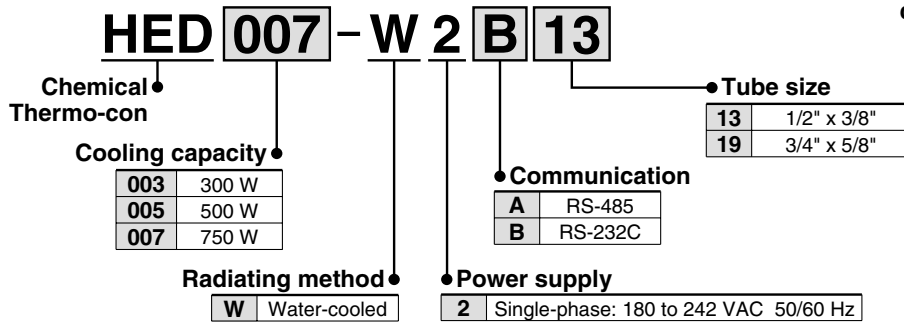 HED 007 - W 2 B 13
Chemical
Thermo-con
Tube size
13 1/2" x 3/8"
19 3/4" x 5/8"
Cooling capacity
003 300 W
005 500 W
007 750 W
Communication
A RS-485
B RS-232C
Radiating method
W Water-cooled
Power supply
2 Single-phase: 180 to 242 VAC 50/60 Hz